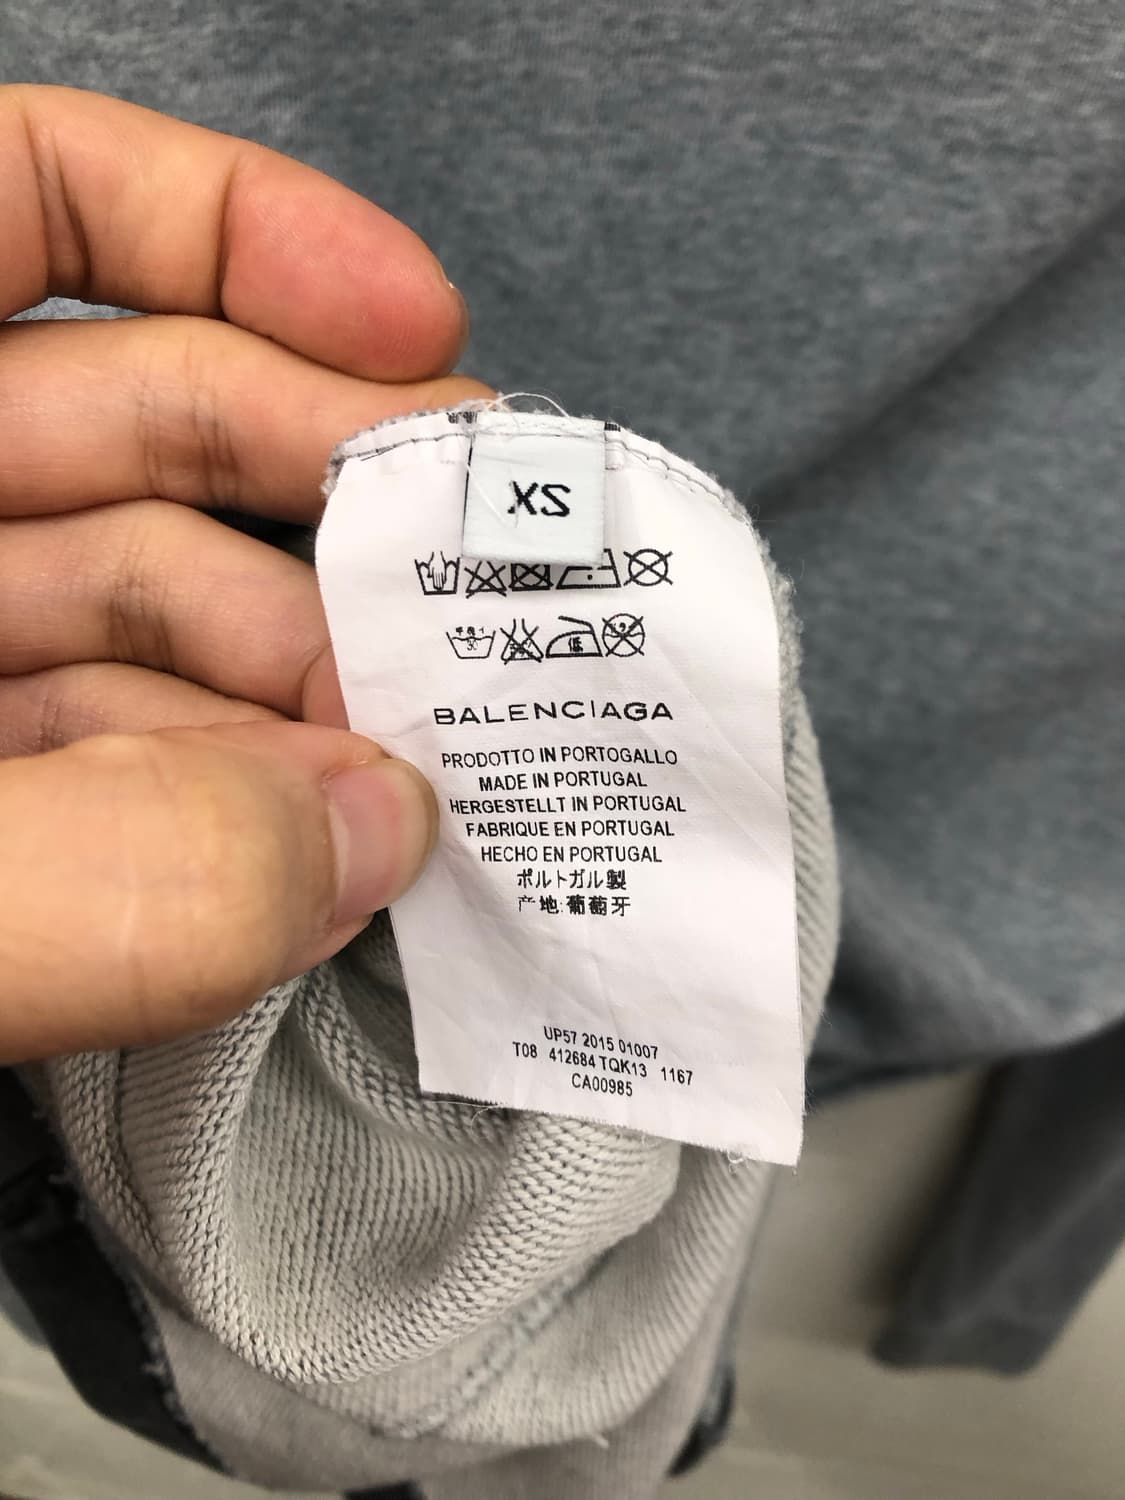 XS
BALENCIAGA
PRODOTTO IN PORTOGALLO
MADE IN PORTUGAL
HERGESTELLT IN PORTUGAL
FABRIQUE EN PORTUGAL
HECHO EN PORTUGAL
ポルトガル製
产地:葡萄牙
UP57 2015 01007
T08 412684 TQK13 1167
CA00985